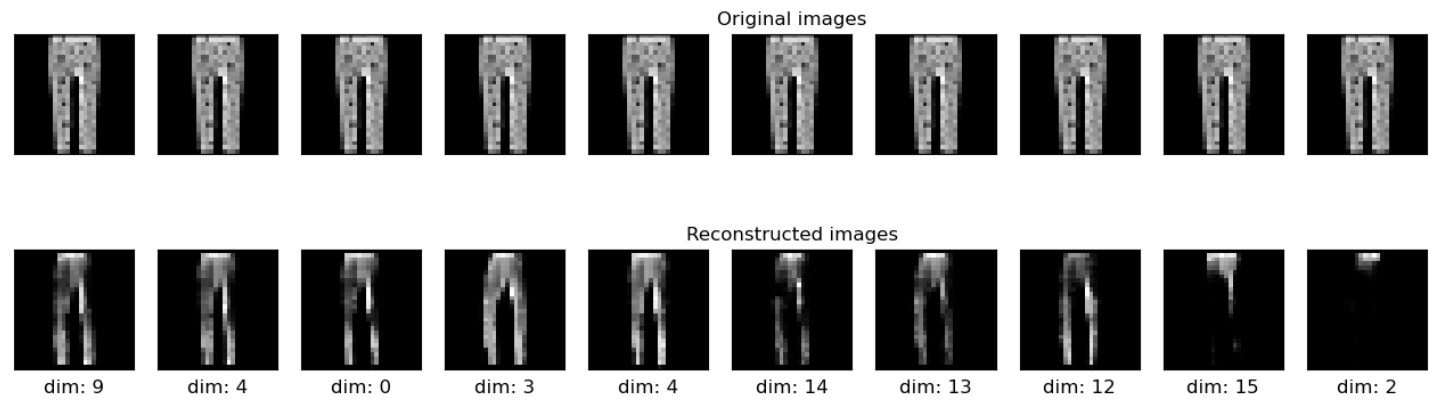 Original images
Reconstructed images
dim: 9 dim: 4 dim: 0 dim: 3 dim: 4 dim: 14 dim: 13 dim: 12 dim: 15 dim: 2